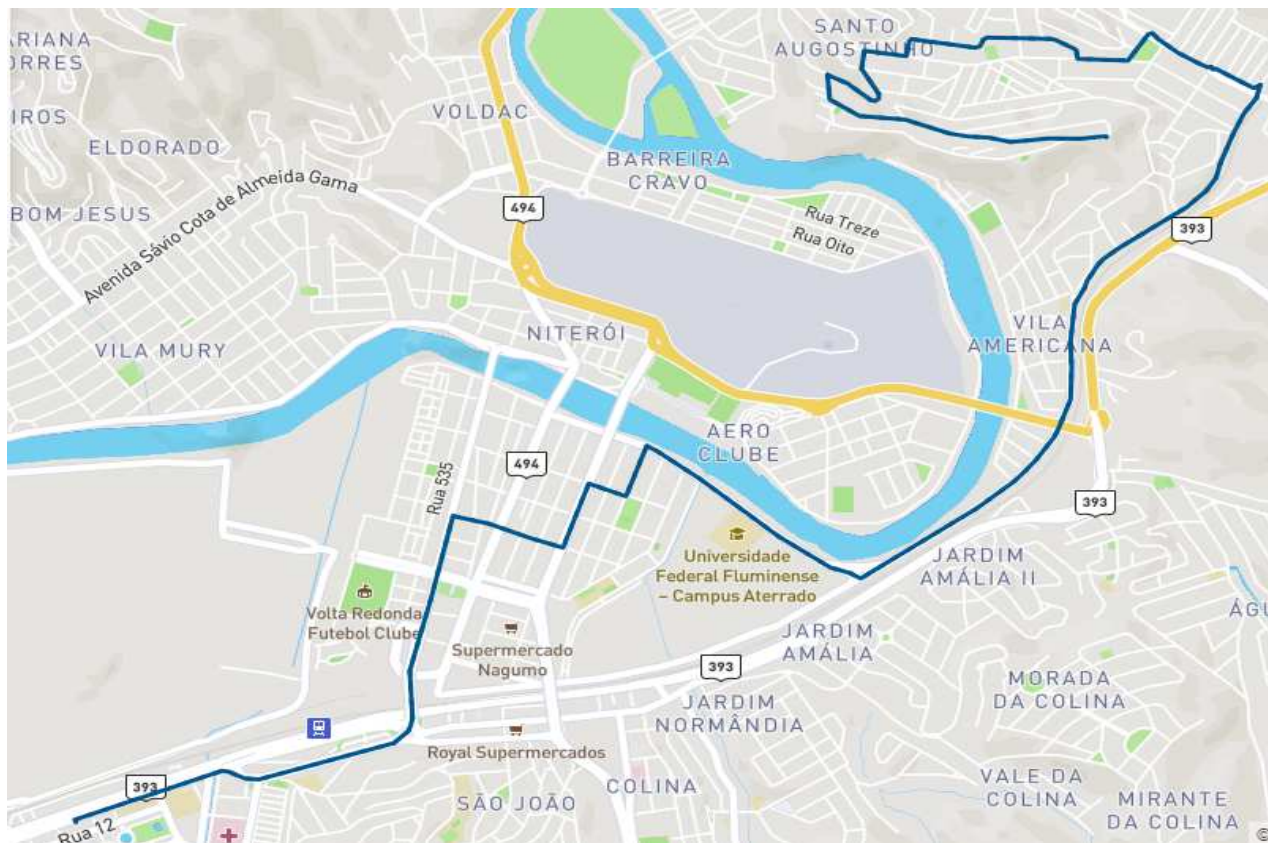 SANTO
AUGOSTINHO
ARIANA
ORRES
VOLDAC
IROS
ELDORADO
BARREIRA
CRAVO
Avenida Sávio Cota de Almeida Gama
BOM JESUS
494
Rua Treze
Rua Oito
393
NITERÓI
VILA
AMERICANA
VILA MURY
AERO
CLUBE
494
Rua 535
393
Universidade
Federal Fluminense
– Campus Aterrado
JARDIM
AMÁLIA II
Volta Redonda
Futebol Clube
ÁGU
Supermercado
Nagumo
JARDIM
AMÁLIA
393
MORADA
DA COLINA
JARDIM
NORMÂNDIA
Royal Supermercados
393
COLINA
VALE DA
COLINA
SÃO JOÃO
MIRANTE
DA COLINA
Rua 12
©